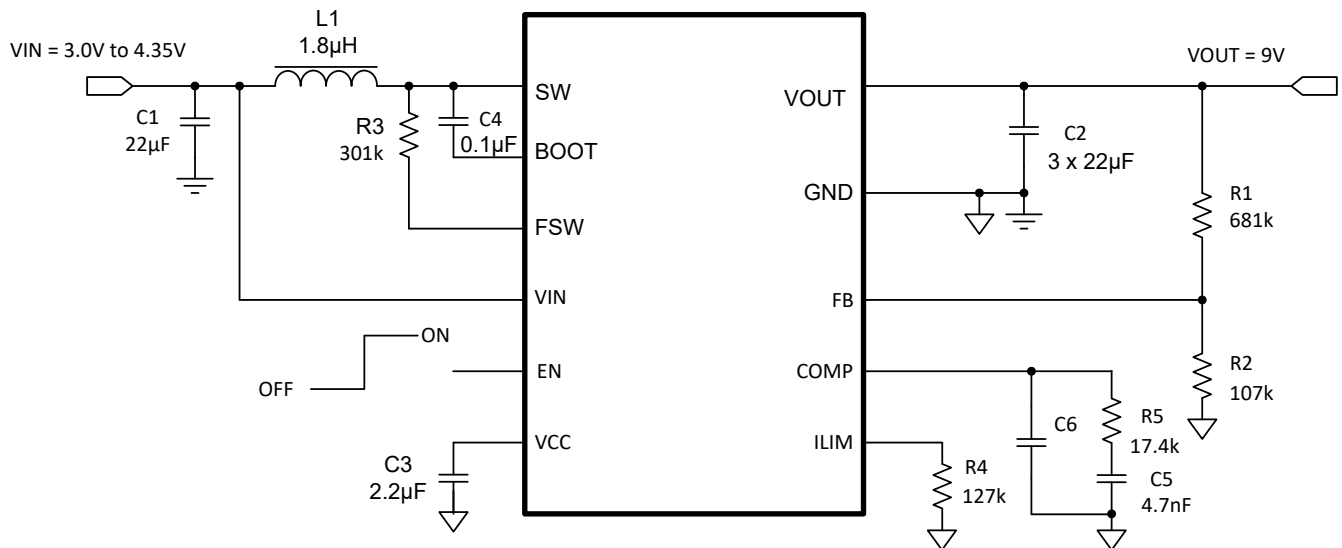 L1
1.8µH
VIN = 3.0V to 4.35V
VOUT = 9V
C1
22µF
R3
301k
C4
0.1µF
SW
BOOT
FSW
VIN
EN
VCC
VOUT
GND
FB
COMP
ILIM
C2
3 x 22µF
R1
681k
R2
107k
ON
OFF
C3
2.2µF
R4
127k
C6
R5
17.4k
C5
4.7nF